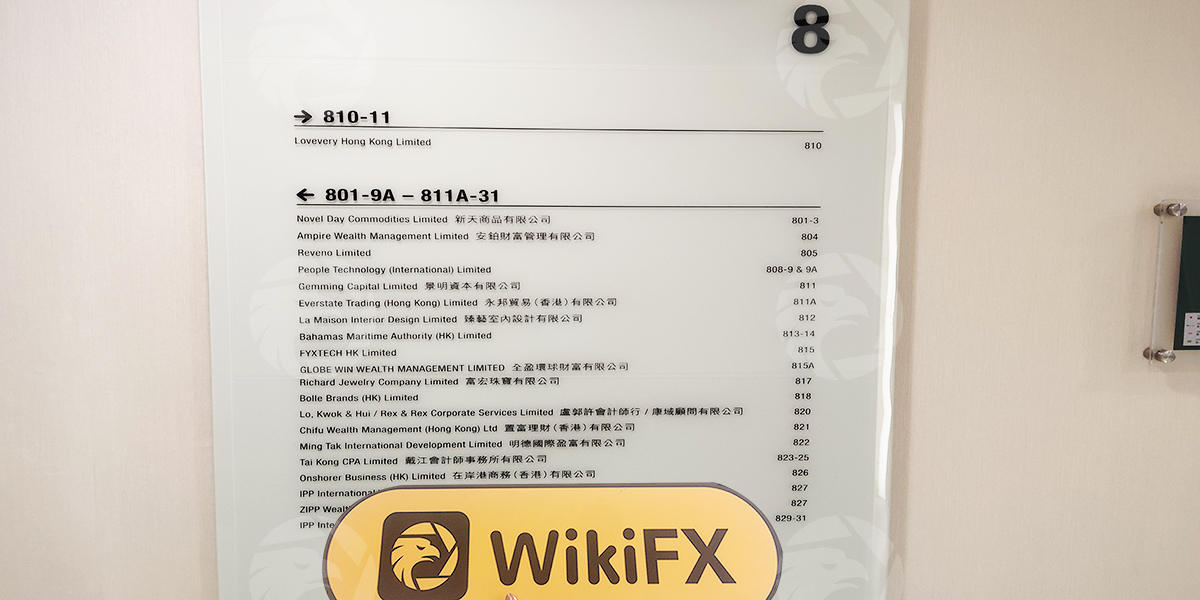 8
→ 810-11
Lovevery Hong Kong Limited 810
← 801-9A – 811A-31
Novel Day Commodities Limited 新天商品有限公司 801-3
Ampire Wealth Management Limited 安鉑財富管理有限公司 804
Reveno Limited 805
People Technology (International) Limited 808-9 & 9A
Gemming Capital Limited 景明資本有限公司 811
Everstate Trading (Hong Kong) Limited 永邦貿易(香港)有限公司 811A
La Maison Interior Design Limited 臻藝室內設計有限公司 812
Bahamas Maritime Authority (HK) Limited 813-14
FYXTECH HK Limited 815
GLOBE WIN WEALTH MANAGEMENT LIMITED 全盈環球財富有限公司 815A
Richard Jewelry Company Limited 富宏珠寶有限公司 817
Bolle Brands (HK) Limited 818
Lo, Kwok & Hui / Rex & Rex Corporate Services Limited 盧郭許會計師行 / 康域顧問有限公司 820
Chifu Wealth Management (Hong Kong) Ltd 置富理財(香港)有限公司 821
Ming Tak International Development Limited 明德國際盈富有限公司 822
Tai Kong CPA Limited 戴江會計師事務所有限公司 823-25
Onshorer Business (HK) Limited 在岸港商務(香港)有限公司 826
IPP International 827
ZIPP 827
IPP 829-31
WikiFX